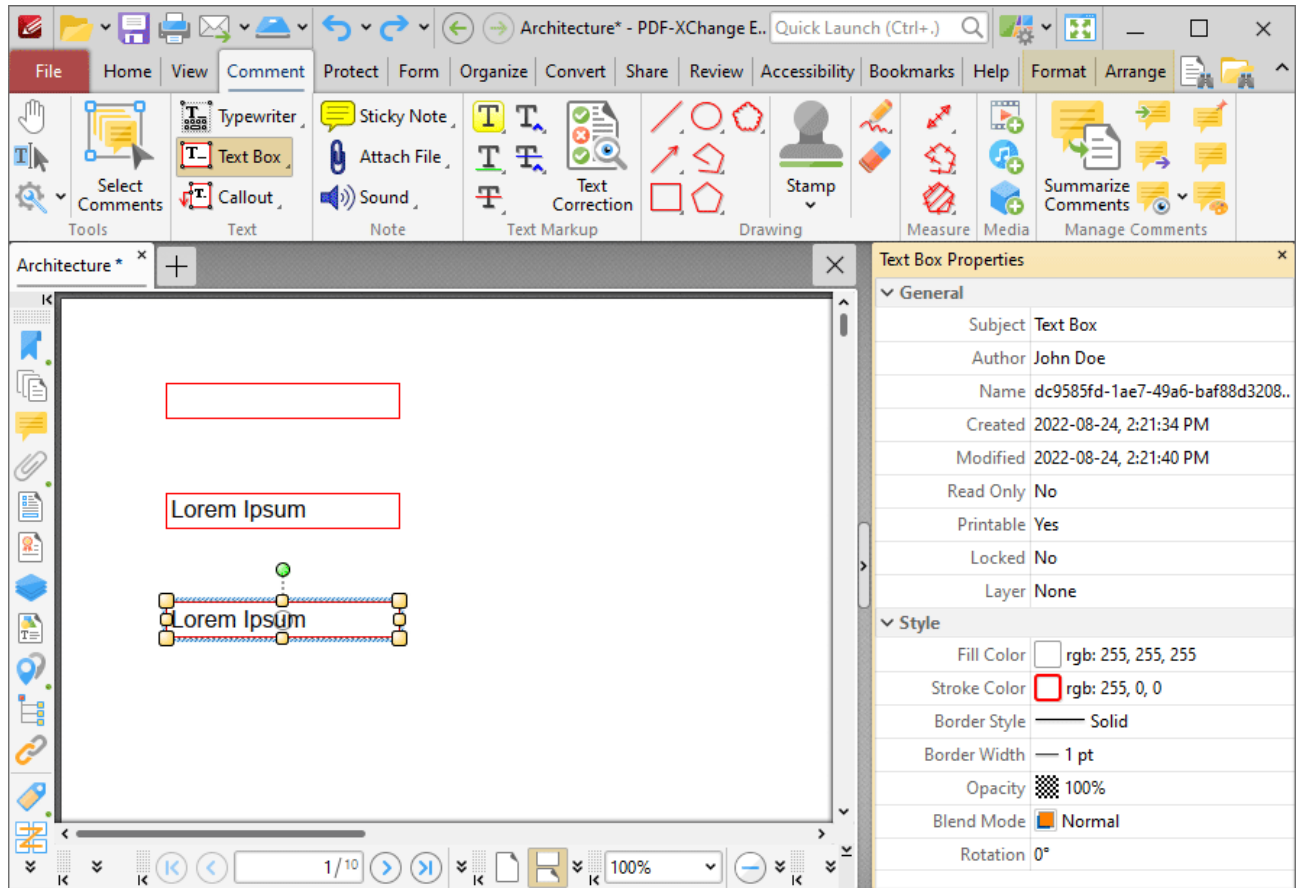 Architecture* - PDF-XChange E.. Quick Launch (Ctrl+.)
File Home View Comment Protect Form Organize Convert Share Review Accessibility Bookmarks Help Format Arrange
Typewriter
Text Box
Callout
Select
Comments
Sticky Note
Attach File
Sound
Text
Correction
Stamp
Summarize
Comments
Tools Text Note Text Markup Drawing Measure Media Manage Comments
Architecture *
Lorem Ipsum
Lorem Ipsum
1/10
100%
Text Box Properties
General
Subject Text Box
Author John Doe
Name dc9585fd-1ae7-49a6-baf88d3208..
Created 2022-08-24, 2:21:34 PM
Modified 2022-08-24, 2:21:40 PM
Read Only No
Printable Yes
Locked No
Layer None
Style
Fill Color rgb: 255, 255, 255
Stroke Color rgb: 255, 0, 0
Border Style Solid
Border Width 1 pt
Opacity 100%
Blend Mode Normal
Rotation 0°